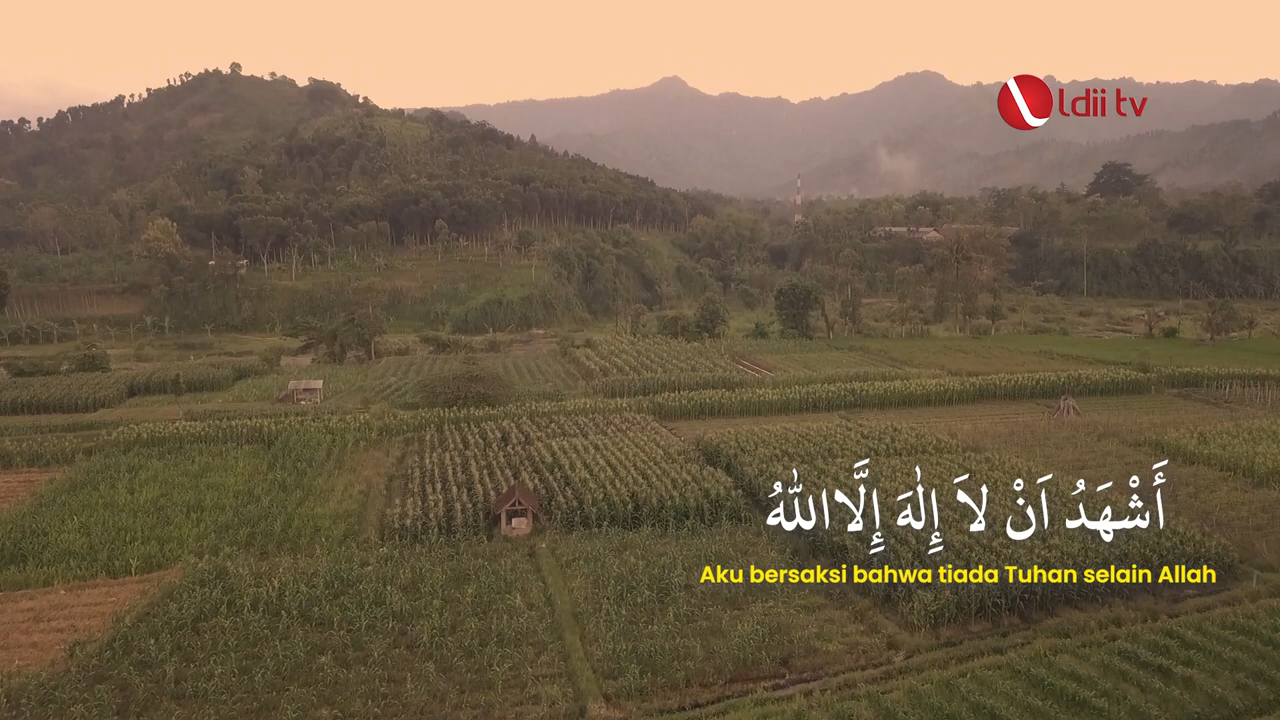 ldii tv
أَشْهَدُ اَنْ لاَ إِلٰهَ إِلَّااللّٰهُ
Aku bersaksi bahwa tiada Tuhan selain Allah